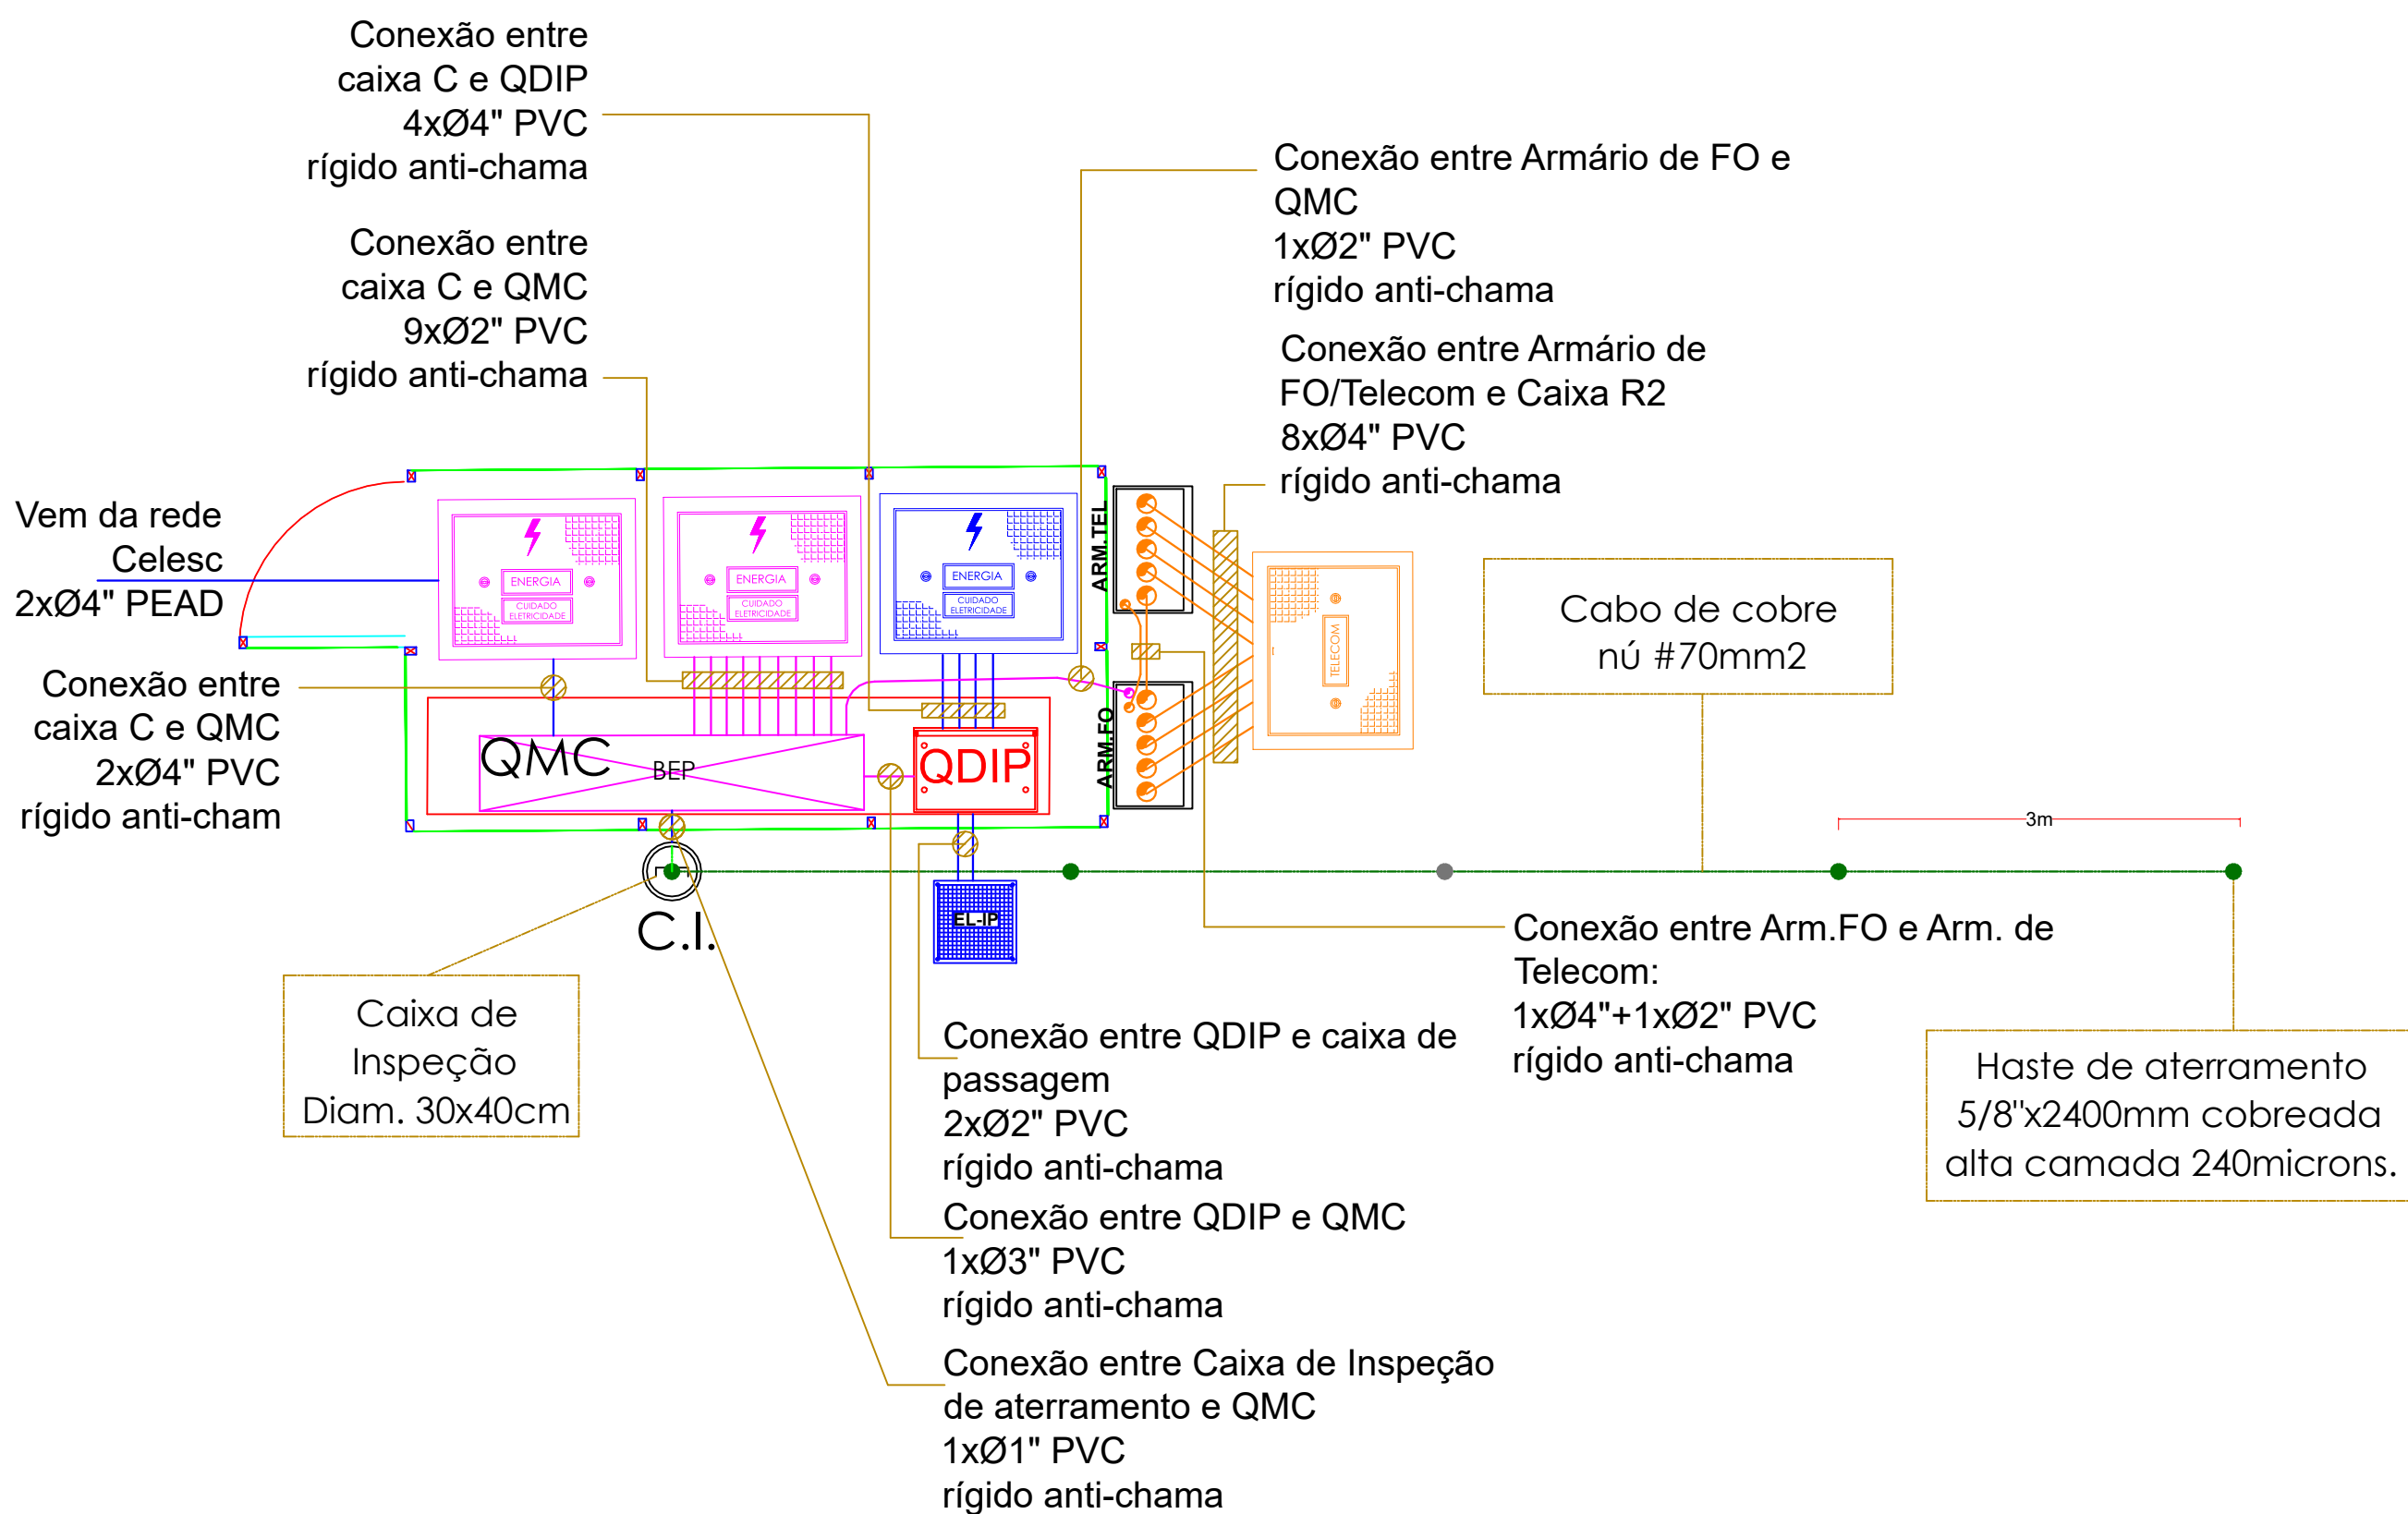 Conexão entre
caixa C e QDIP
4xØ4" PVC
rígido anti-chama
Conexão entre
caixa C e QMC
9xØ2" PVC
rígido anti-chama
Conexão entre Armário de FO e
QMC
1xØ2" PVC
rígido anti-chama
Conexão entre Armário de
FO/Telecom e Caixa R2
8xØ4" PVC
rígido anti-chama
Vem da rede
Celesc
2xØ4" PEAD
Conexão entre
caixa C e QMC
2xØ4" PVC
rígido anti-cham
ENERGIA
CUIDADO
ELETRICIDADE
ENERGIA
CUIDADO
ELETRICIDADE
ENERGIA
CUIDADO
ELETRICIDADE
ARM.TEL
ARM.FO
TELECOM
QMC
BEP
QDIP
Cabo de cobre
nú #70mm2
3m
C.I.
EL-IP
Caixa de
Inspeção
Diam. 30x40cm
Conexão entre Arm.FO e Arm. de
Telecom:
1xØ4"+1xØ2" PVC
rígido anti-chama
Haste de aterramento
5/8"x2400mm cobreada
alta camada 240microns.
Conexão entre QDIP e caixa de
passagem
2xØ2" PVC
rígido anti-chama
Conexão entre QDIP e QMC
1xØ3" PVC
rígido anti-chama
Conexão entre Caixa de Inspeção
de aterramento e QMC
1xØ1" PVC
rígido anti-chama